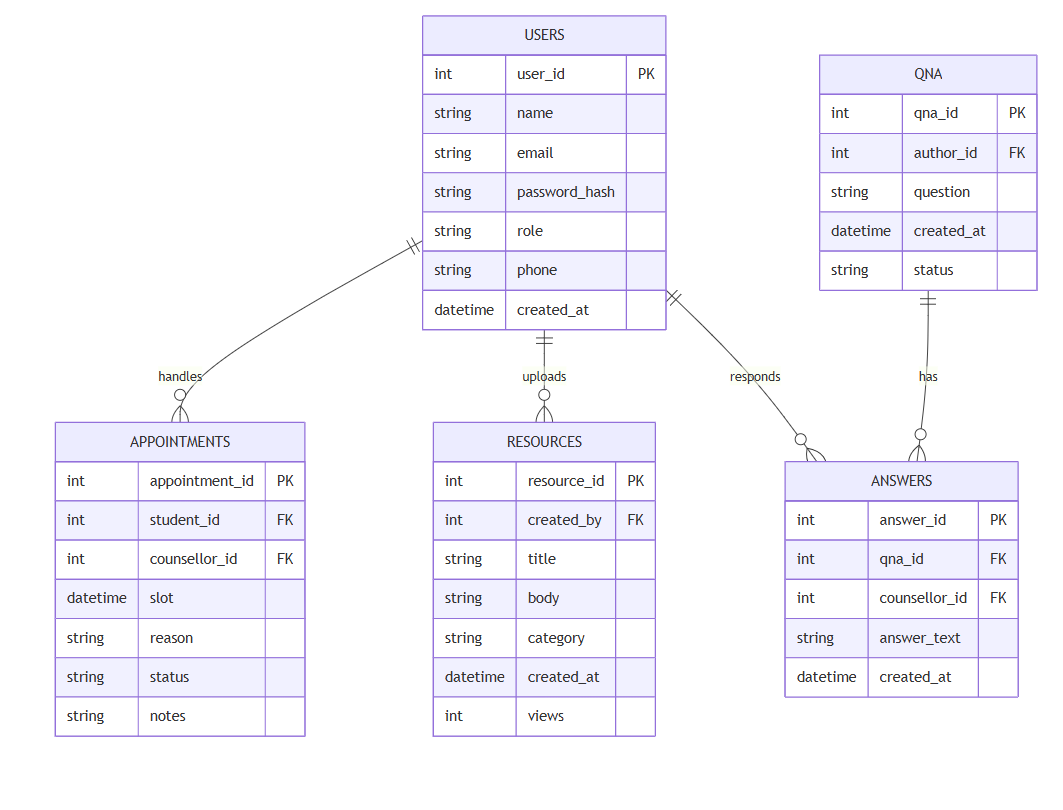 USERS
int user_id PK
string name
string email
string password_hash
string role
string phone
datetime created_at
QNA
int qna_id PK
int author_id FK
string question
datetime created_at
string status
handles
uploads
responds
has
APPOINTMENTS
int appointment_id PK
int student_id FK
int counsellor_id FK
datetime slot
string reason
string status
string notes
RESOURCES
int resource_id PK
int created_by FK
string title
string body
string category
datetime created_at
int views
ANSWERS
int answer_id PK
int qna_id FK
int counsellor_id FK
string answer_text
datetime created_at